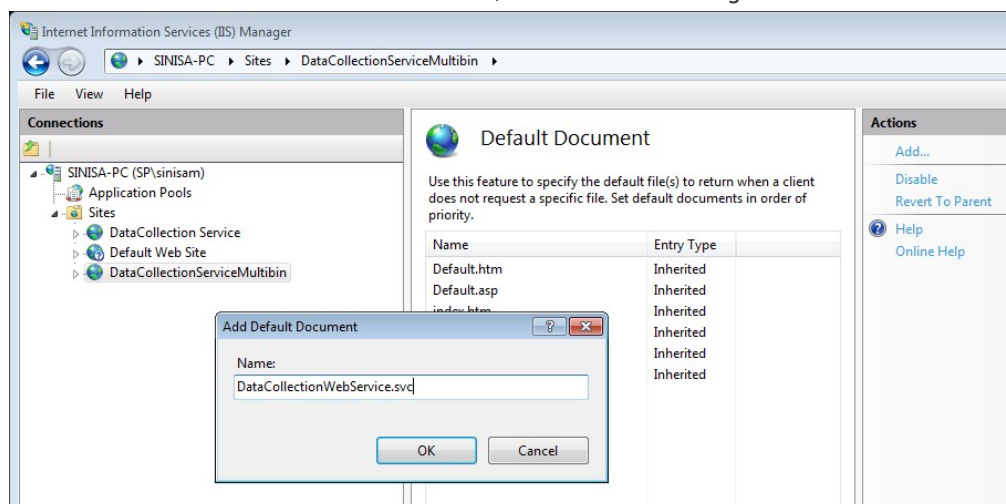 Internet Information Services (IIS) Manager
SINISA-PC Sites DataCollectionServiceMultibin
File View Help
Connections
SINISA-PC (SP\sinisam)
Application Pools
Sites
DataCollection Service
Default Web Site
DataCollectionServiceMultibin
Default Document
Use this feature to specify the default file(s) to return when a client
does not request a specific file. Set default documents in order of
priority.
Name Entry Type
Default.htm Inherited
Default.asp Inherited
index.htm Inherited
Inherited
Inherited
Inherited
Add Default Document
Name:
DataCollectionWebService.svc
OK Cancel
Actions
Add...
Disable
Revert To Parent
Help
Online Help